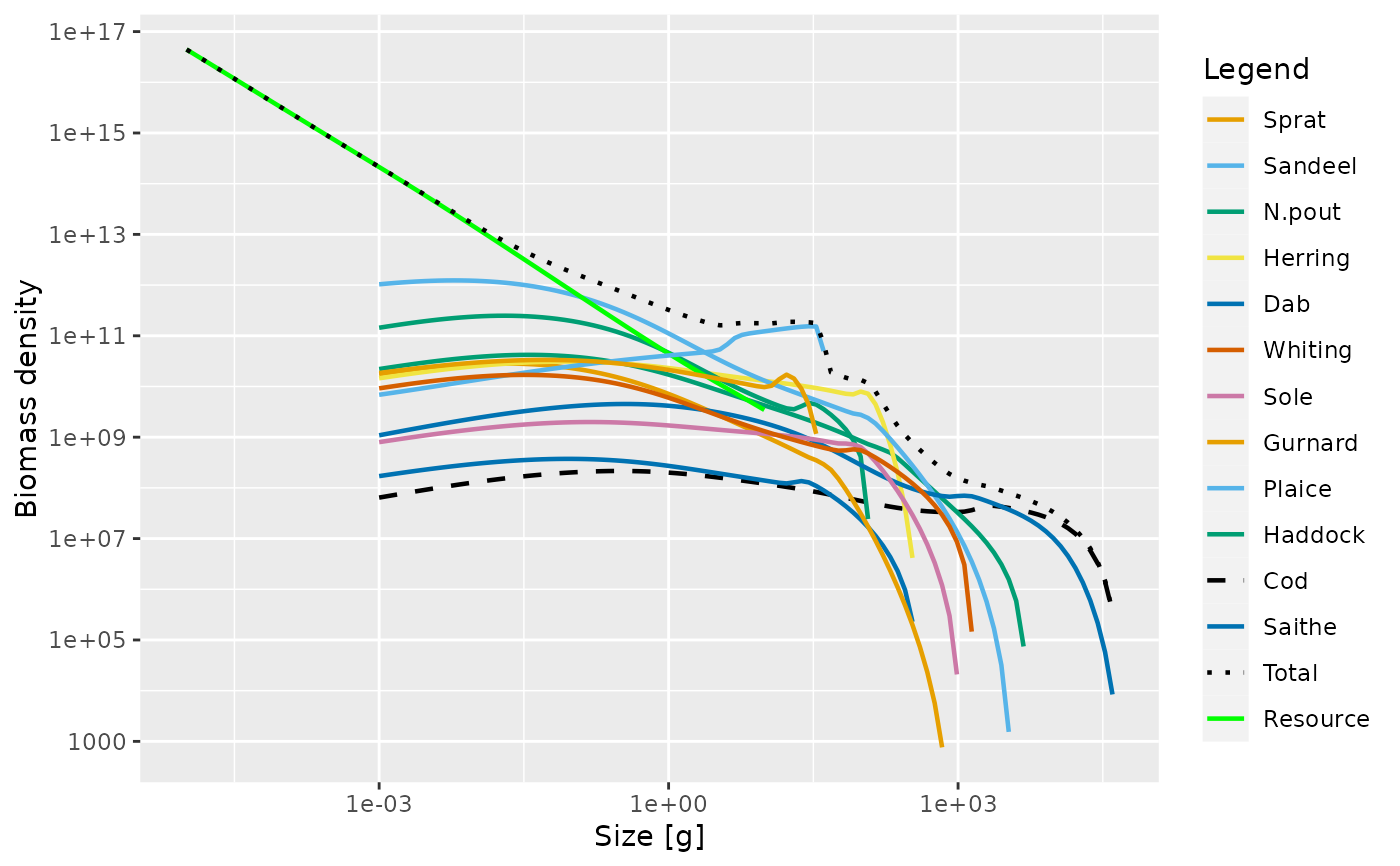 1e+17
1e+15
1e+13
1e+11
1e+09
1e+07
1e+05
1000
Biomass density
1e-03
1e+00
1e+03
Size [g]
Legend
Sprat
Sandeel
N.pout
Herring
Dab
Whiting
Sole
Gurnard
Plaice
Haddock
Cod
Saithe
Total
Resource